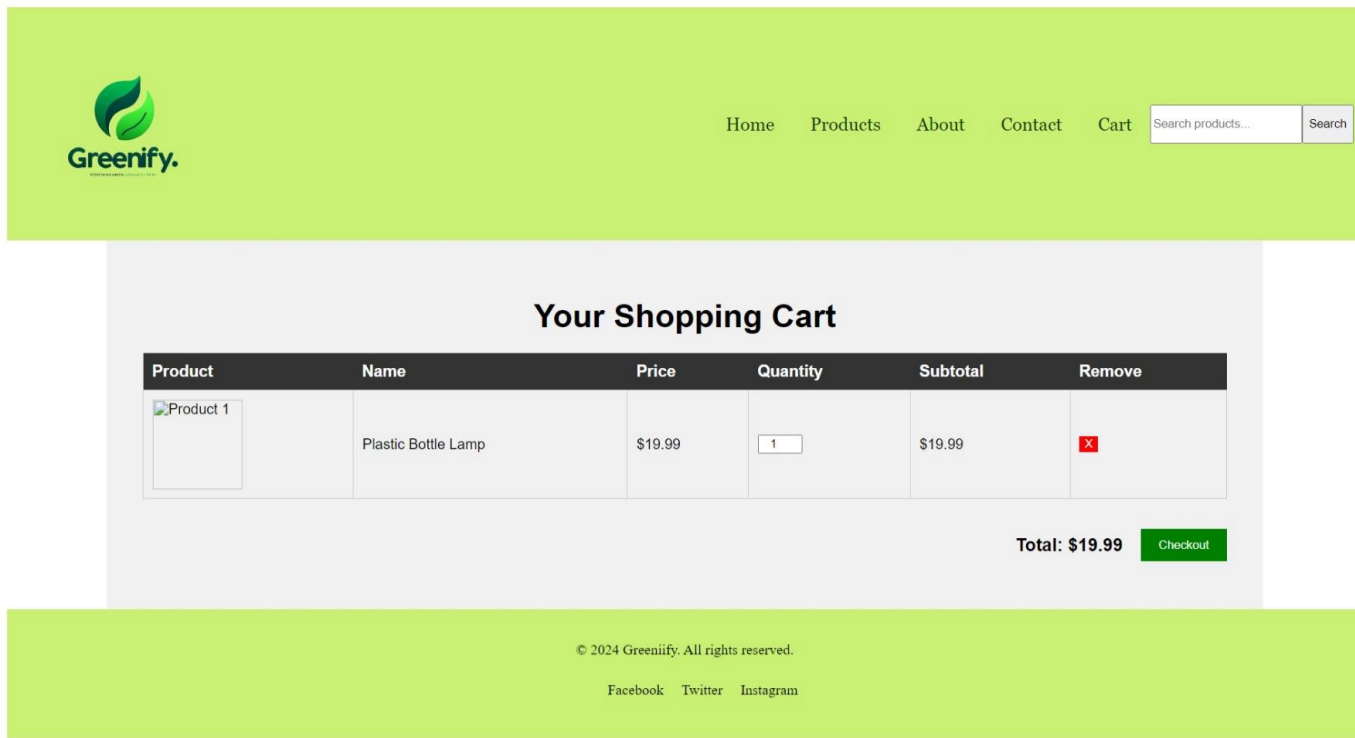 Greenify.
Home Products About Contact Cart Search products... Search
Your Shopping Cart
Product Name Price Quantity Subtotal Remove
Product 1
Plastic Bottle Lamp $19.99 1 $19.99 X
Total: $19.99 Checkout
© 2024 Greeniify. All rights reserved.
Facebook Twitter Instagram